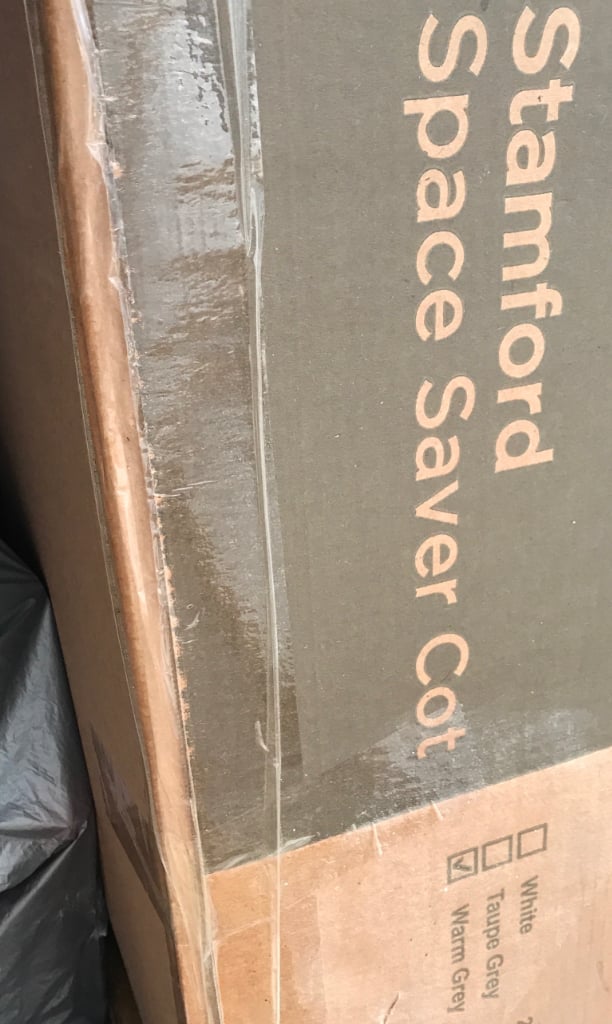 Stamford
Space Saver Cot
White
Taupe Grey
Warm Grey